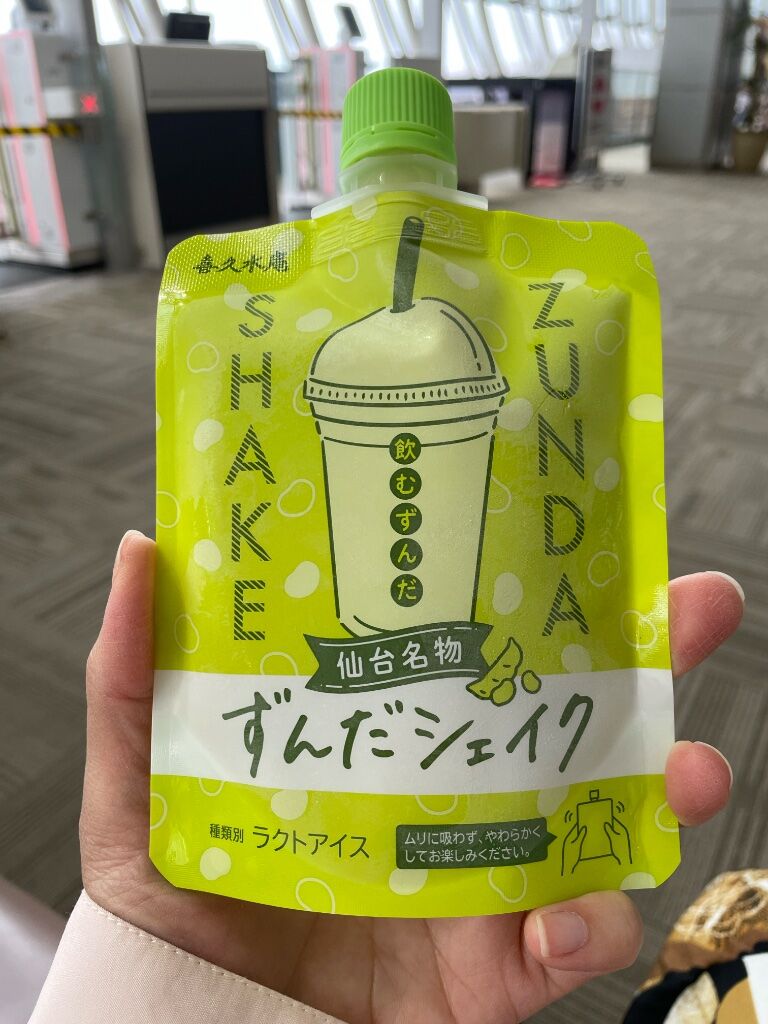 喜久水庵
SHAKE
ZUNDA
飲むずんだ
仙台名物
ずんだシェイク
種類別 ラクトアイス
ムリに吸わず、やわらかく
してお楽しみください。